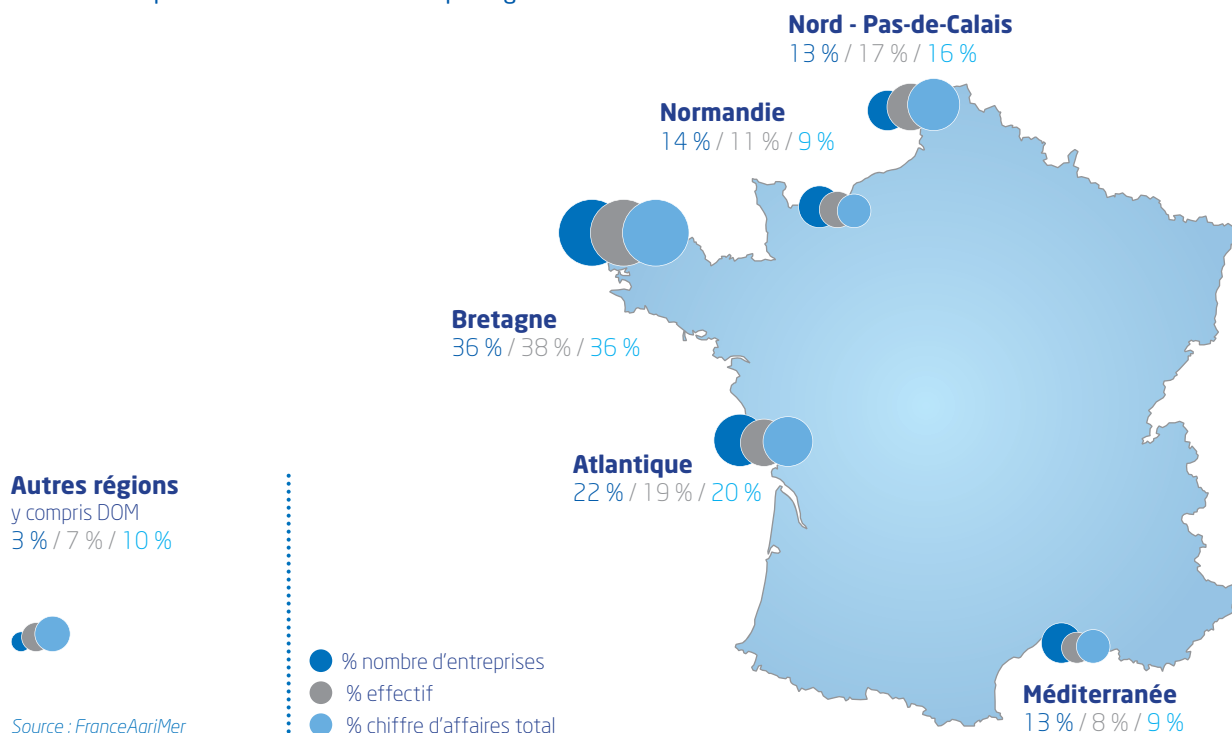 Nord - Pas-de-Calais
13 % / 17 % / 16 %
Normandie
14 % / 11 % / 9 %
Bretagne
36 % / 38 % / 36 %
Atlantique
22 % / 19 % / 20 %
Autres régions
y compris DOM
3 % / 7 % / 10 %
% nombre d'entreprises
% effectif
% chiffre d'affaires total
Méditerranée
13 % / 8 % / 9 %
Source : FranceAgriMer